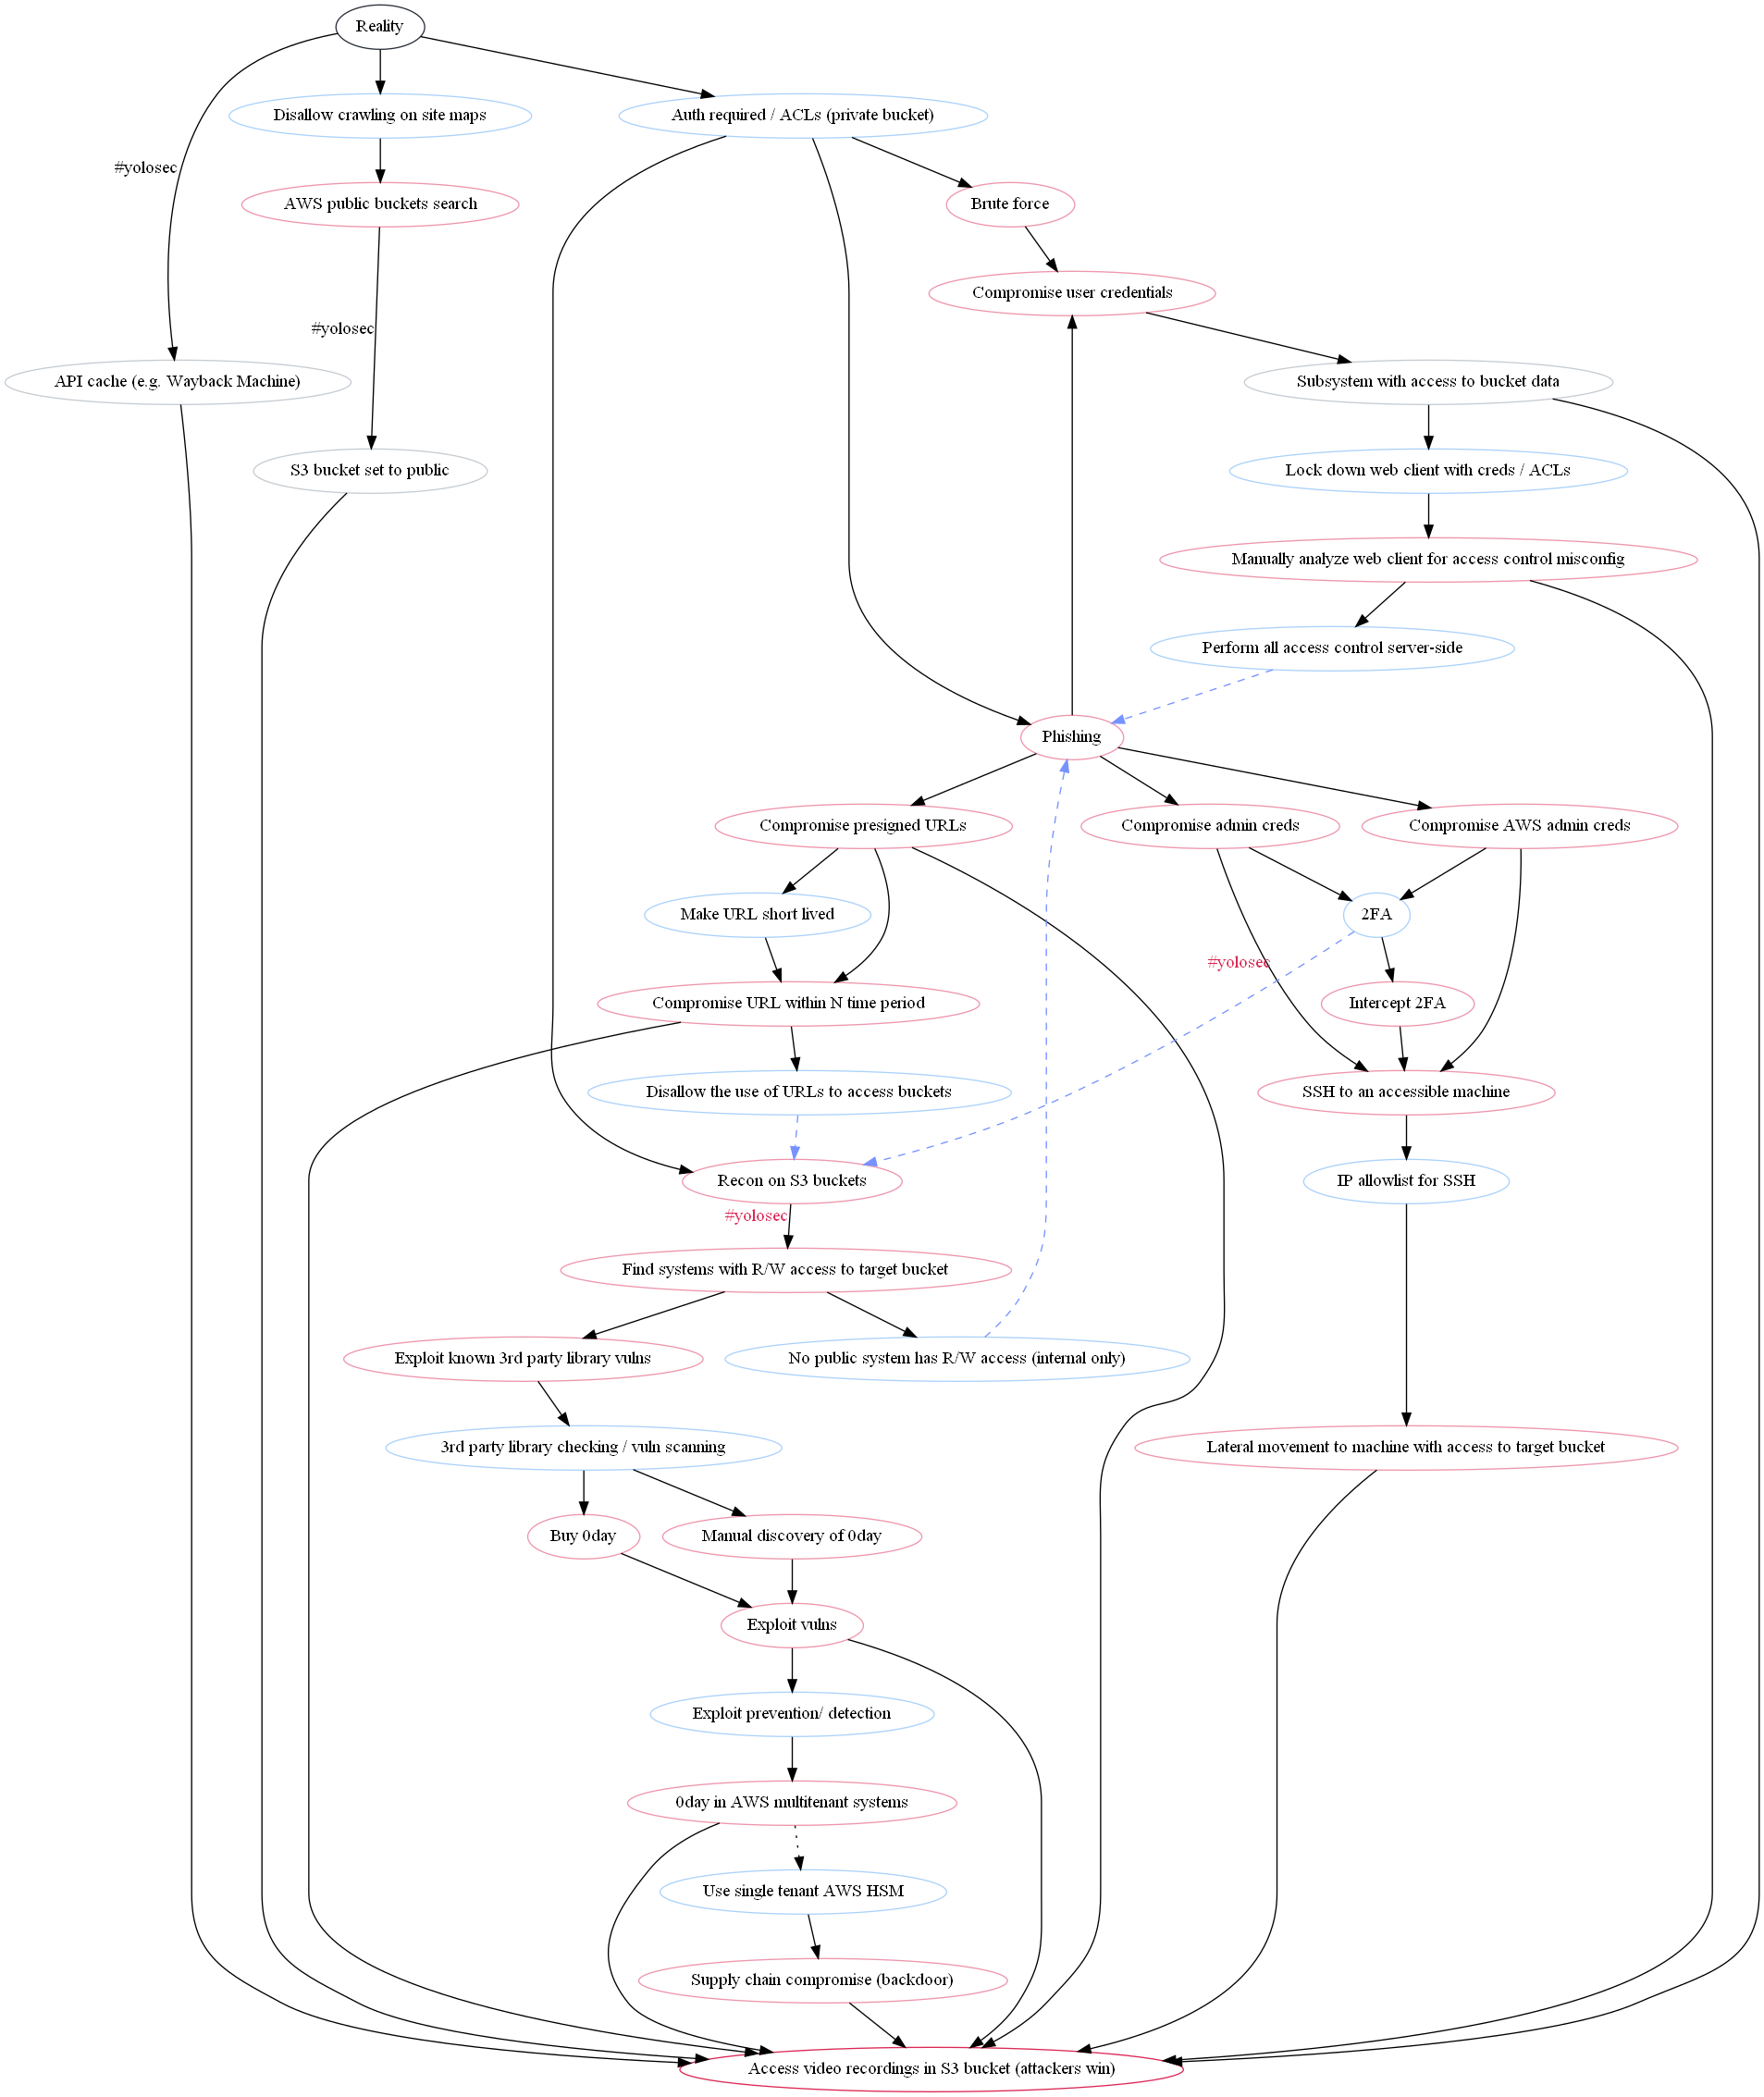 Reality
Disallow crawling on site maps
Auth required / ACLs (private bucket)
#yolosec
AWS public buckets search
Brute force
Compromise user credentials
#yolosec
API cache (e.g. Wayback Machine)
Subsystem with access to bucket data
S3 bucket set to public
Lock down web client with creds / ACLs
Manually analyze web client for access control misconfig
Perform all access control server-side
Phishing
Compromise presigned URLs
Compromise admin creds
Compromise AWS admin creds
Make URL short lived
2FA
#yolosec
Compromise URL within N time period
Intercept 2FA
Disallow the use of URLs to access buckets
SSH to an accessible machine
Recon on S3 buckets
IP allowlist for SSH
#yolosec
Find systems with R/W access to target bucket
Exploit known 3rd party library vulns
No public system has R/W access (internal only)
3rd party library checking / vuln scanning
Lateral movement to machine with access to target bucket
Buy 0day
Manual discovery of 0day
Exploit vulns
Exploit prevention/ detection
0day in AWS multitenant systems
Use single tenant AWS HSM
Supply chain compromise (backdoor)
Access video recordings in S3 bucket (attackers win)